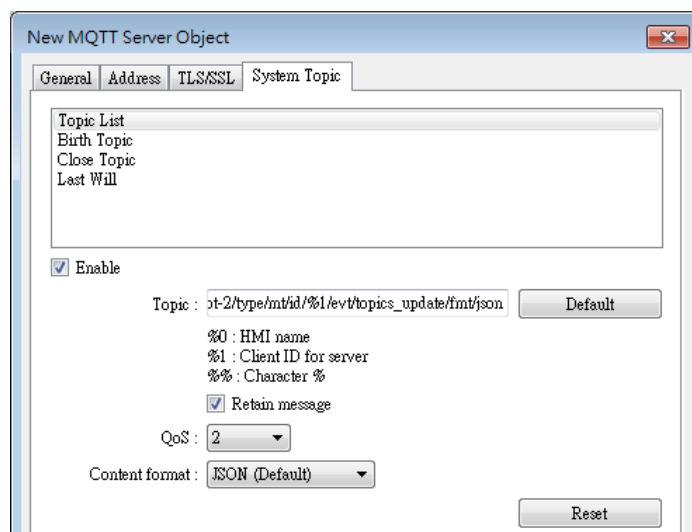 New MQTT Server Object
General Address TLS/SSL System Topic
Topic List
Birth Topic
Close Topic
Last Will
Enable
Topic : ot-2/type/mt/id/%1/evt/topics_update/fmt/json Default
%0 : HMI name
%1 : Client ID for server
%% : Character %
Retain message
QoS : 2
Content format : JSON (Default)
Reset